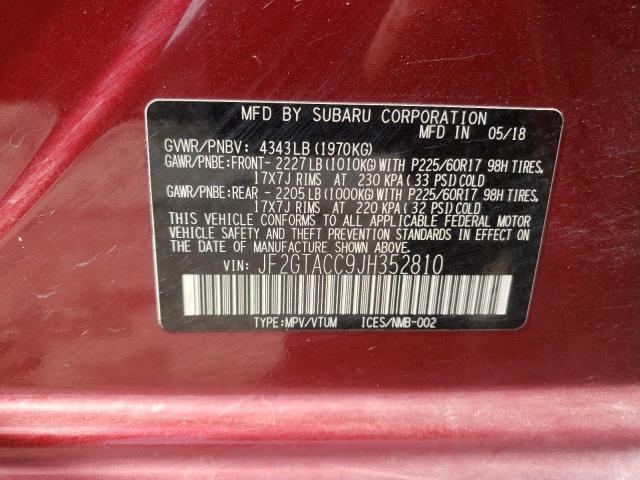 MFD BY SUBARU CORPORATION
MFD IN 05/18
GVWR/PNBV: 4343LB (1970KG)
GAWR/PNBE:FRONT- 2227LB(1010KG)WITH P225/60R17 98H TIRES,
17X7J RIMS AT 230 KPA(33 PSI)COLD
GAWR/PNBE:REAR - 2205LB(1000KG)WITH P225/60R17 98H TIRES,
17X7J RIMS AT 220 KPA(32 PSI)COLD
THIS VEHICLE CONFORMS TO ALL APPLICABLE FEDERAL MOTOR
VEHICLE SAFETY AND BUMPER STANDARDS IN EFFECT ON
THE DATE OF MANUFACTURE SHOWN ABOVE.
VIN: JF2GTACC9JH352810
TYPE:MPV/VTUM ICES/NMB-002